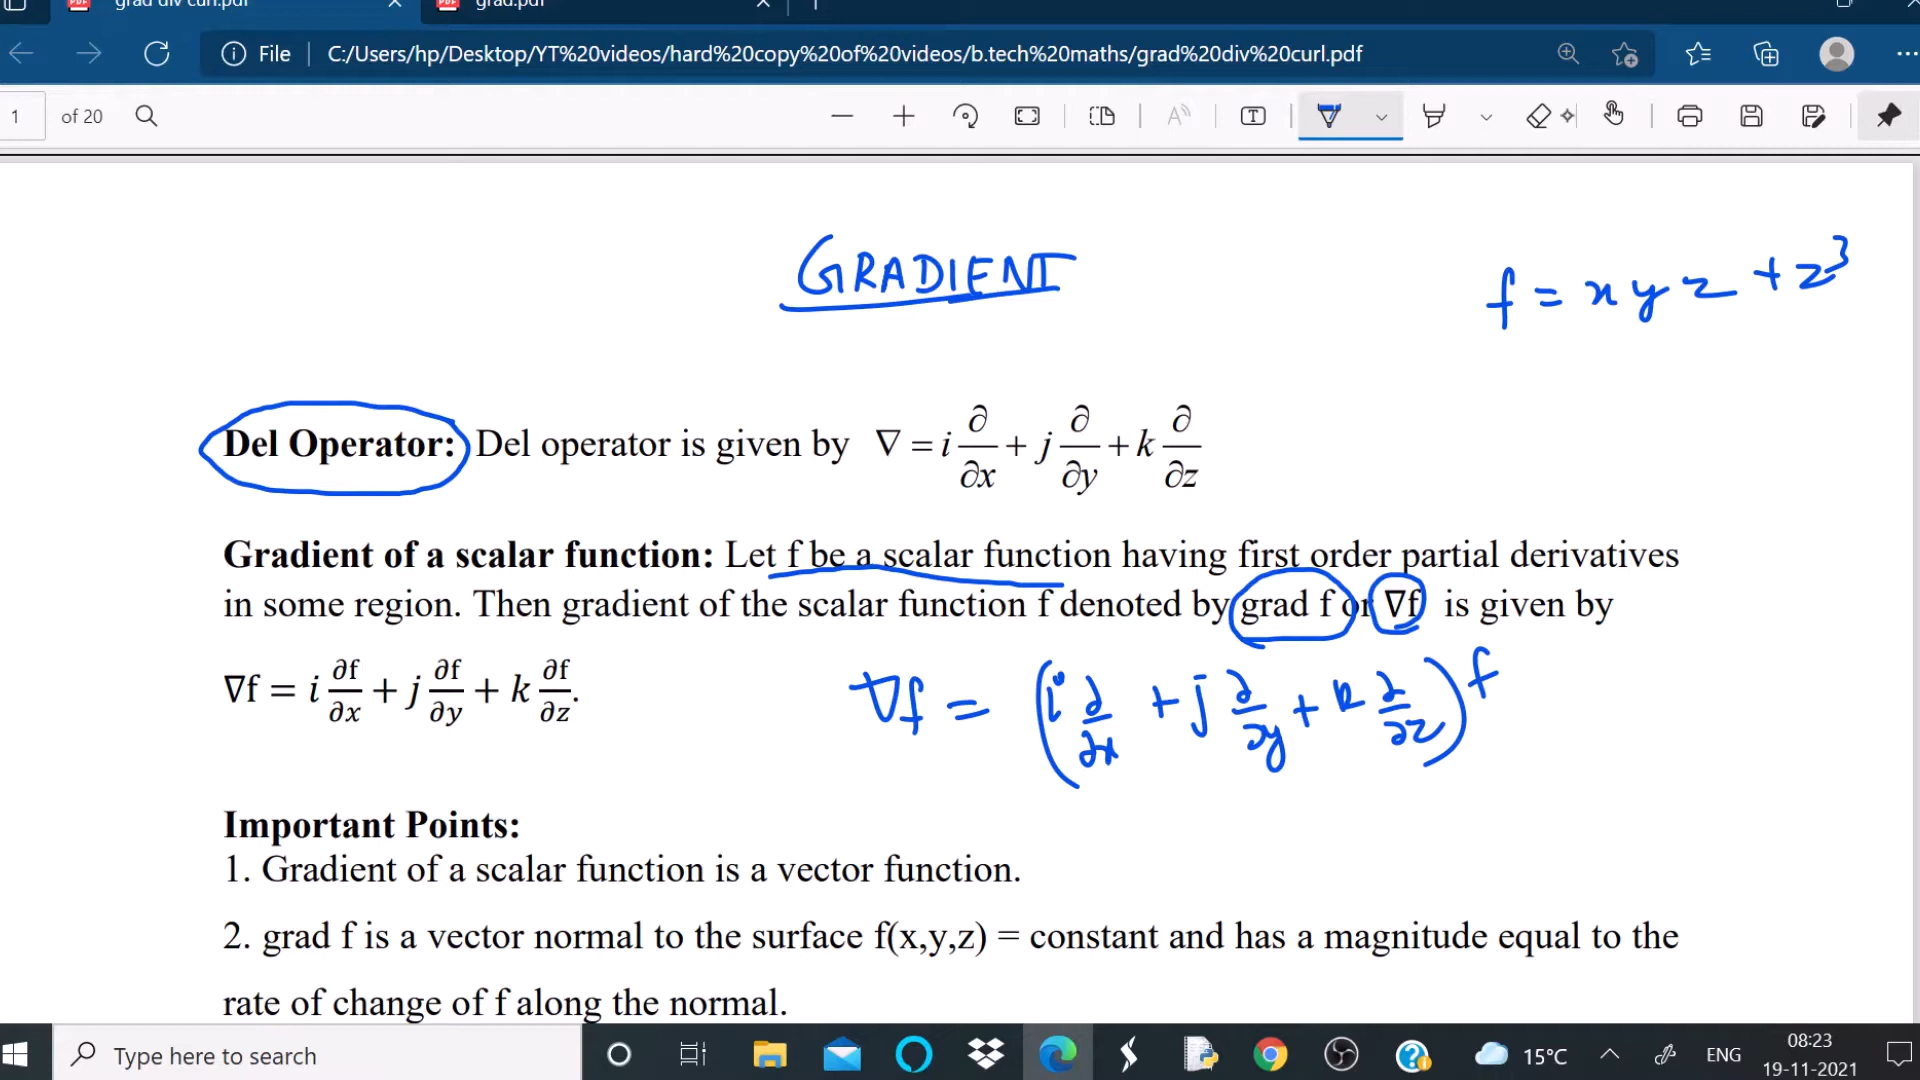 grad div curl.pdf
grad.pdf
File C:/Users/hp/Desktop/YT%20videos/hard%20copy%20of%20videos/b.tech%20maths/grad%20div%20curl.pdf
1 of 20
GRADIENT
f = x y z + z³
Del Operator: Del operator is given by ∇ = i ∂/∂x + j ∂/∂y + k ∂/∂z
Gradient of a scalar function: Let f be a scalar function having first order partial derivatives
in some region. Then gradient of the scalar function f denoted by grad f or ∇f is given by
∇f = i ∂f/∂x + j ∂f/∂y + k ∂f/∂z.
∇f = (i ∂/∂x + j ∂/∂y + k ∂/∂z) f
Important Points:
1. Gradient of a scalar function is a vector function.
2. grad f is a vector normal to the surface f(x,y,z) = constant and has a magnitude equal to the
rate of change of f along the normal.
Type here to search
15°C
ENG
08:23
19-11-2021